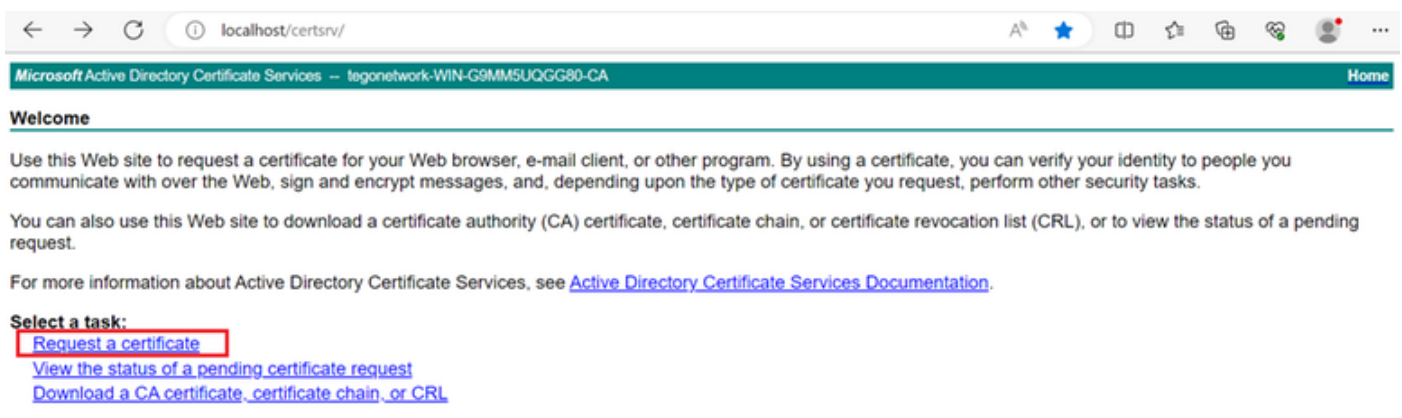 localhost/certsrv/
Microsoft Active Directory Certificate Services -- tegonetwork-WIN-G9MM5UQGG80-CA Home
Welcome
Use this Web site to request a certificate for your Web browser, e-mail client, or other program. By using a certificate, you can verify your identity to people you
communicate with over the Web, sign and encrypt messages, and, depending upon the type of certificate you request, perform other security tasks.
You can also use this Web site to download a certificate authority (CA) certificate, certificate chain, or certificate revocation list (CRL), or to view the status of a pending
request.
For more information about Active Directory Certificate Services, see Active Directory Certificate Services Documentation.
Select a task:
Request a certificate
View the status of a pending certificate request
Download a CA certificate, certificate chain, or CRL